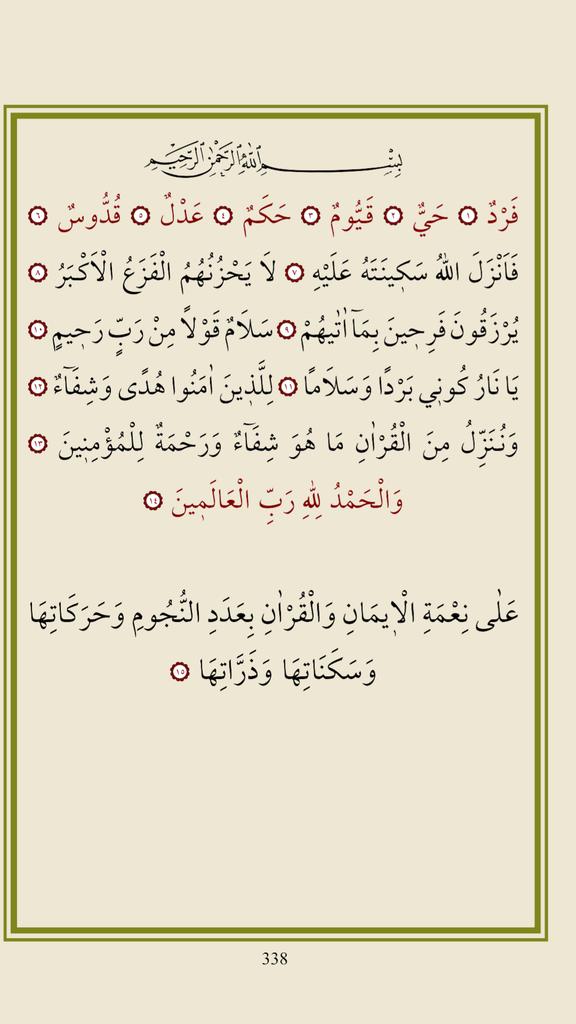 بِسْمِ اللّٰهِ الرَّحْمٰنِ الرَّحِيمِ
فَرْدٌ ١ حَيٌّ ٢ قَيُّومٌ ٣ حَكَمٌ ٤ عَدْلٌ ٥ قُدُّوسٌ ٦
فَاَنْزَلَ اللّٰهُ سَكِينَتَهُ عَلَيْهِ ٧ لَا يَحْزُنُهُمُ الْفَزَعُ الْاَكْبَرُ ٨
يُرْزَقُونَ فَرِحِينَ بِمَٓا اٰتٰيهُمْ ٩ سَلَامٌ قَوْلاً مِنْ رَبٍّ رَحِيمٍ ١٠
يَا نَارُ كُونِي بَرْدًا وَسَلَامًا ١١ لِلَّذِينَ اٰمَنُوا هُدًى وَشِفَٓاءٌ ١٢
وَنُنَزِّلُ مِنَ الْقُرْاٰنِ مَا هُوَ شِفَٓاءٌ وَرَحْمَةٌ لِلْمُؤْمِنِينَ ١٣
وَالْحَمْدُ لِلّٰهِ رَبِّ الْعَالَمِينَ ١٤
عَلٰى نِعْمَةِ الْاِيمَانِ وَالْقُرْاٰنِ بِعَدَدِ النُّجُومِ وَحَرَكَاتِهَا
وَسَكَنَاتِهَا وَذَرَّاتِهَا ١٥
338